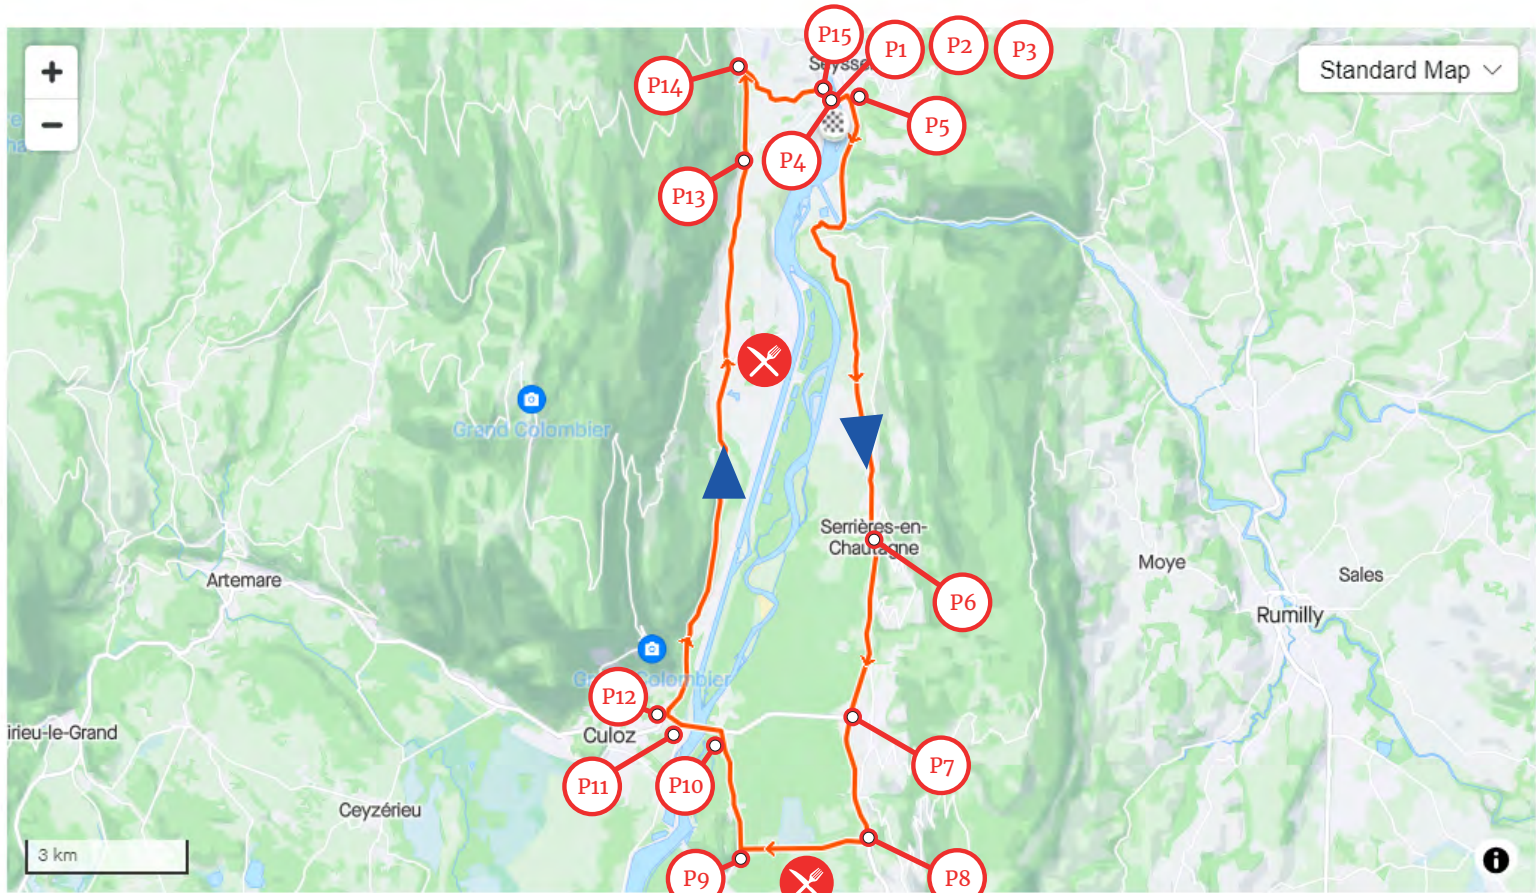 +
−
Standard Map
P15
P1
P2
P3
P14
P5
P4
P13
Grand Colombier
Serrières-en-
Chautagne
Artemare
Moye
Sales
P6
Rumilly
P12
irieu-le-Grand
Culoz
P7
P11
P10
Ceyzérieu
3 km
P9
P8